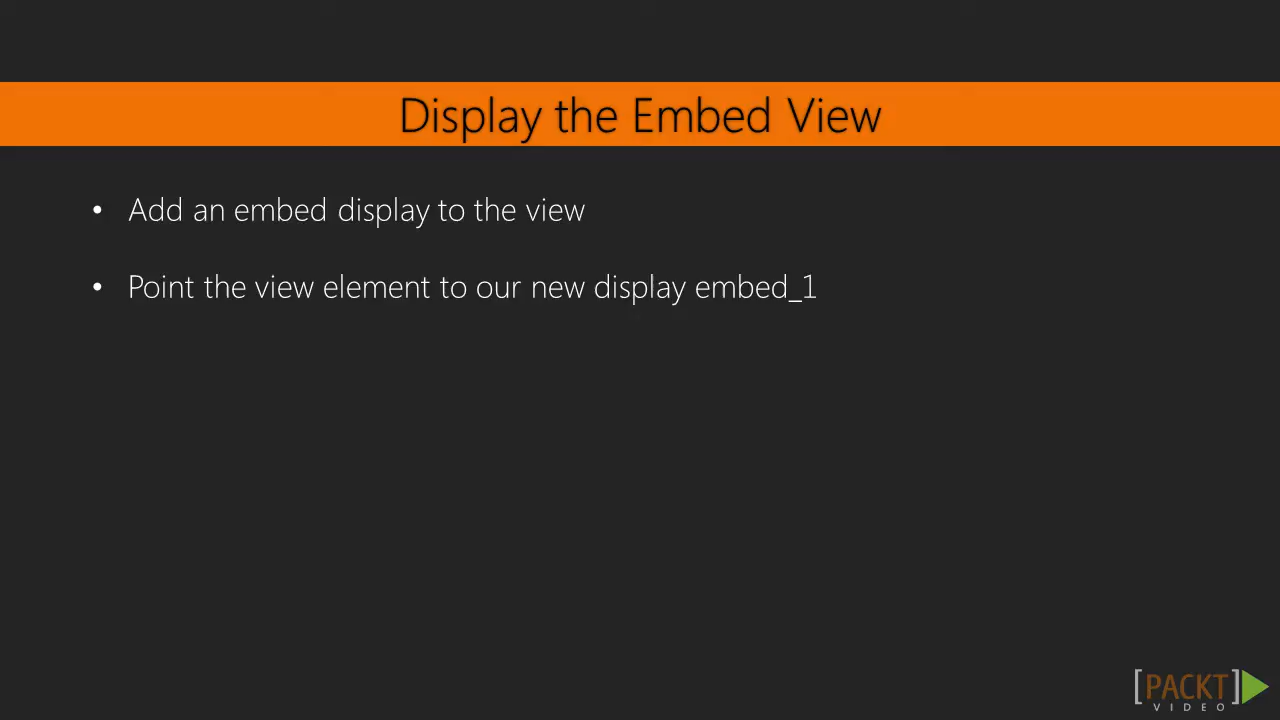 Display the Embed View
• Add an embed display to the view
• Point the view element to our new display embed_1
[PACKT]
VIDEO